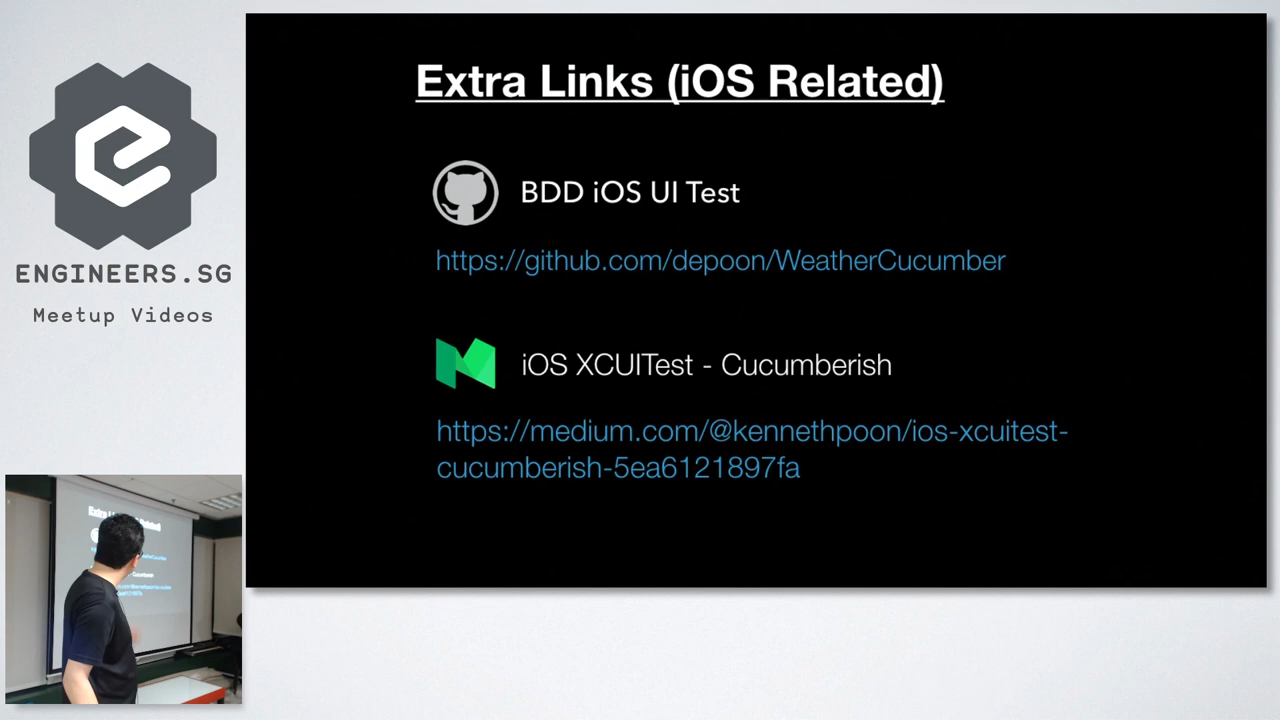 ENGINEERS.SG
Meetup Videos
Extra Links (iOS Related)
BDD iOS UI Test
https://github.com/depoon/WeatherCucumber
iOS XCUITest - Cucumberish
https://medium.com/@kennethpoon/ios-xcuitest-
cucumberish-5ea6121897fa